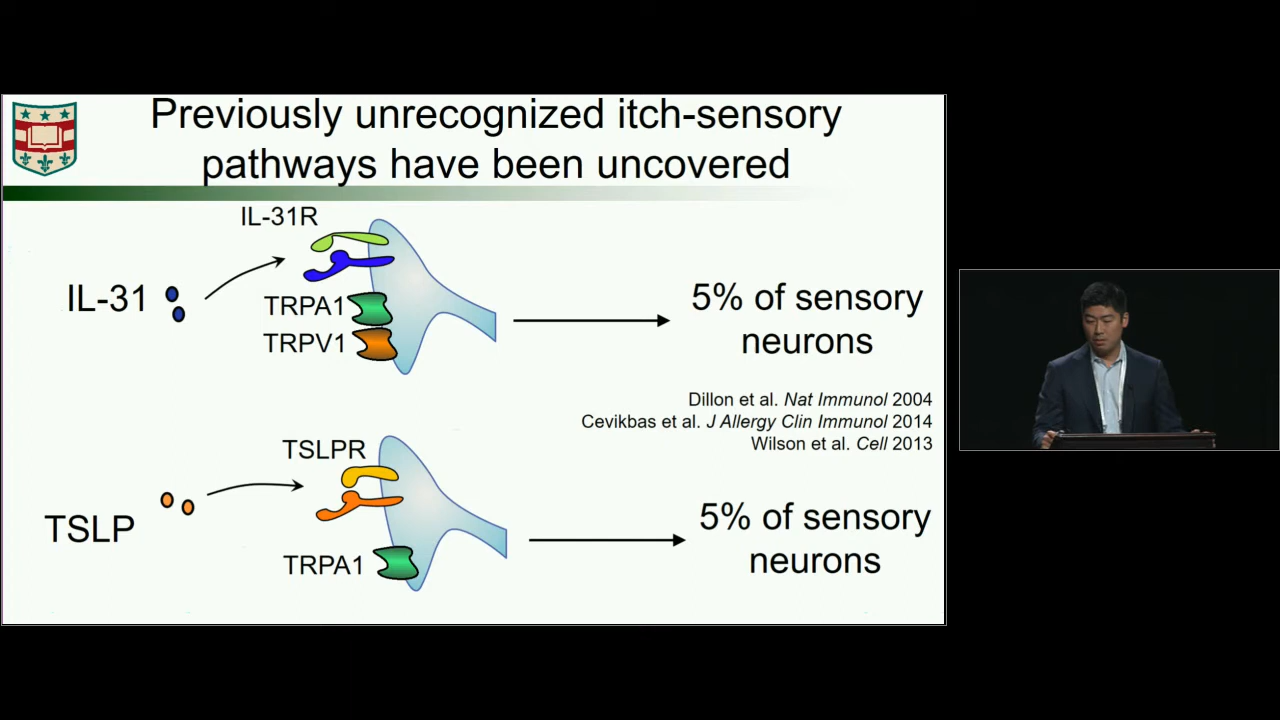 Previously unrecognized itch-sensory
pathways have been uncovered
IL-31R
IL-31
TRPA1
TRPV1
5% of sensory
neurons
Dillon et al. Nat Immunol 2004
Cevikbas et al. J Allergy Clin Immunol 2014
Wilson et al. Cell 2013
TSLPR
TSLP
TRPA1
5% of sensory
neurons